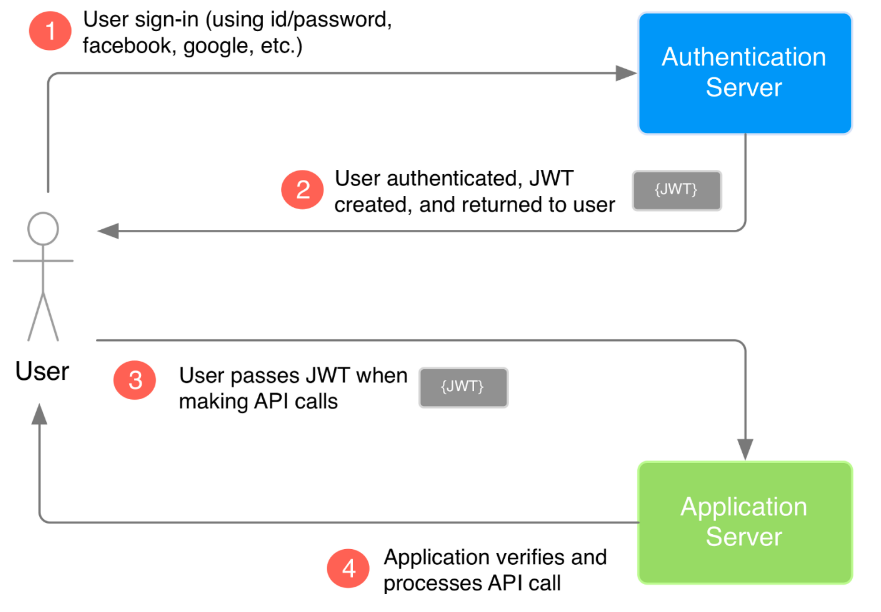 1
User sign-in (using id/password,
facebook, google, etc.)
Authentication
Server
2
User authenticated, JWT
created, and returned to user
{JWT}
User
3
User passes JWT when
making API calls
{JWT}
Application
Server
4
Application verifies and
processes API call